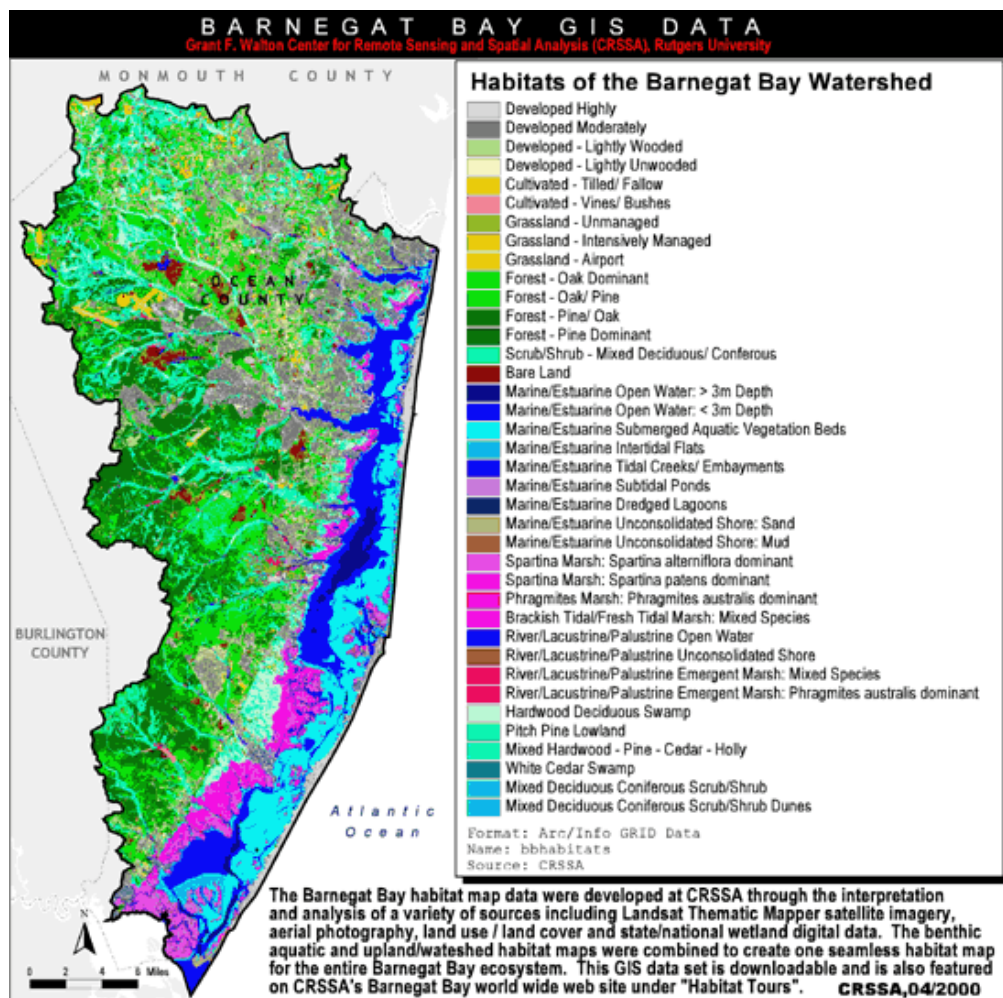 BARNEGAT BAY GIS DATA
Grant F. Walton Center for Remote Sensing and Spatial Analysis (CRSSA), Rutgers University
MONMOUTH COUNTY
OCEAN
COUNTY
BURLINGTON
COUNTY
Atlantic
Ocean
N
0 2 4 6 Miles
Habitats of the Barnegat Bay Watershed
Developed Highly
Developed Moderately
Developed - Lightly Wooded
Developed - Lightly Unwooded
Cultivated - Tilled/ Fallow
Cultivated - Vines/ Bushes
Grassland - Unmanaged
Grassland - Intensively Managed
Grassland - Airport
Forest - Oak Dominant
Forest - Oak/ Pine
Forest - Pine/ Oak
Forest - Pine Dominant
Scrub/Shrub - Mixed Deciduous/ Conferous
Bare Land
Marine/Estuarine Open Water: > 3m Depth
Marine/Estuarine Open Water: < 3m Depth
Marine/Estuarine Submerged Aquatic Vegetation Beds
Marine/Estuarine Intertidal Flats
Marine/Estuarine Tidal Creeks/ Embayments
Marine/Estuarine Subtidal Ponds
Marine/Estuarine Dredged Lagoons
Marine/Estuarine Unconsolidated Shore: Sand
Marine/Estuarine Unconsolidated Shore: Mud
Spartina Marsh: Spartina alterniflora dominant
Spartina Marsh: Spartina patens dominant
Phragmites Marsh: Phragmites australis dominant
Brackish Tidal/Fresh Tidal Marsh: Mixed Species
River/Lacustrine/Palustrine Open Water
River/Lacustrine/Palustrine Unconsolidated Shore
River/Lacustrine/Palustrine Emergent Marsh: Mixed Species
River/Lacustrine/Palustrine Emergent Marsh: Phragmites australis dominant
Hardwood Deciduous Swamp
Pitch Pine Lowland
Mixed Hardwood - Pine - Cedar - Holly
White Cedar Swamp
Mixed Deciduous Coniferous Scrub/Shrub
Mixed Deciduous Coniferous Scrub/Shrub Dunes
Format: Arc/Info GRID Data
Name: bbhabitats
Source: CRSSA
The Barnegat Bay habitat map data were developed at CRSSA through the interpretation
and analysis of a variety of sources including Landsat Thematic Mapper satellite imagery,
aerial photography, land use / land cover and state/national wetland digital data. The benthic
aquatic and upland/wateshed habitat maps were combined to create one seamless habitat map
for the entire Barnegat Bay ecosystem. This GIS data set is downloadable and is also featured
on CRSSA's Barnegat Bay world wide web site under "Habitat Tours". CRSSA,04/2000